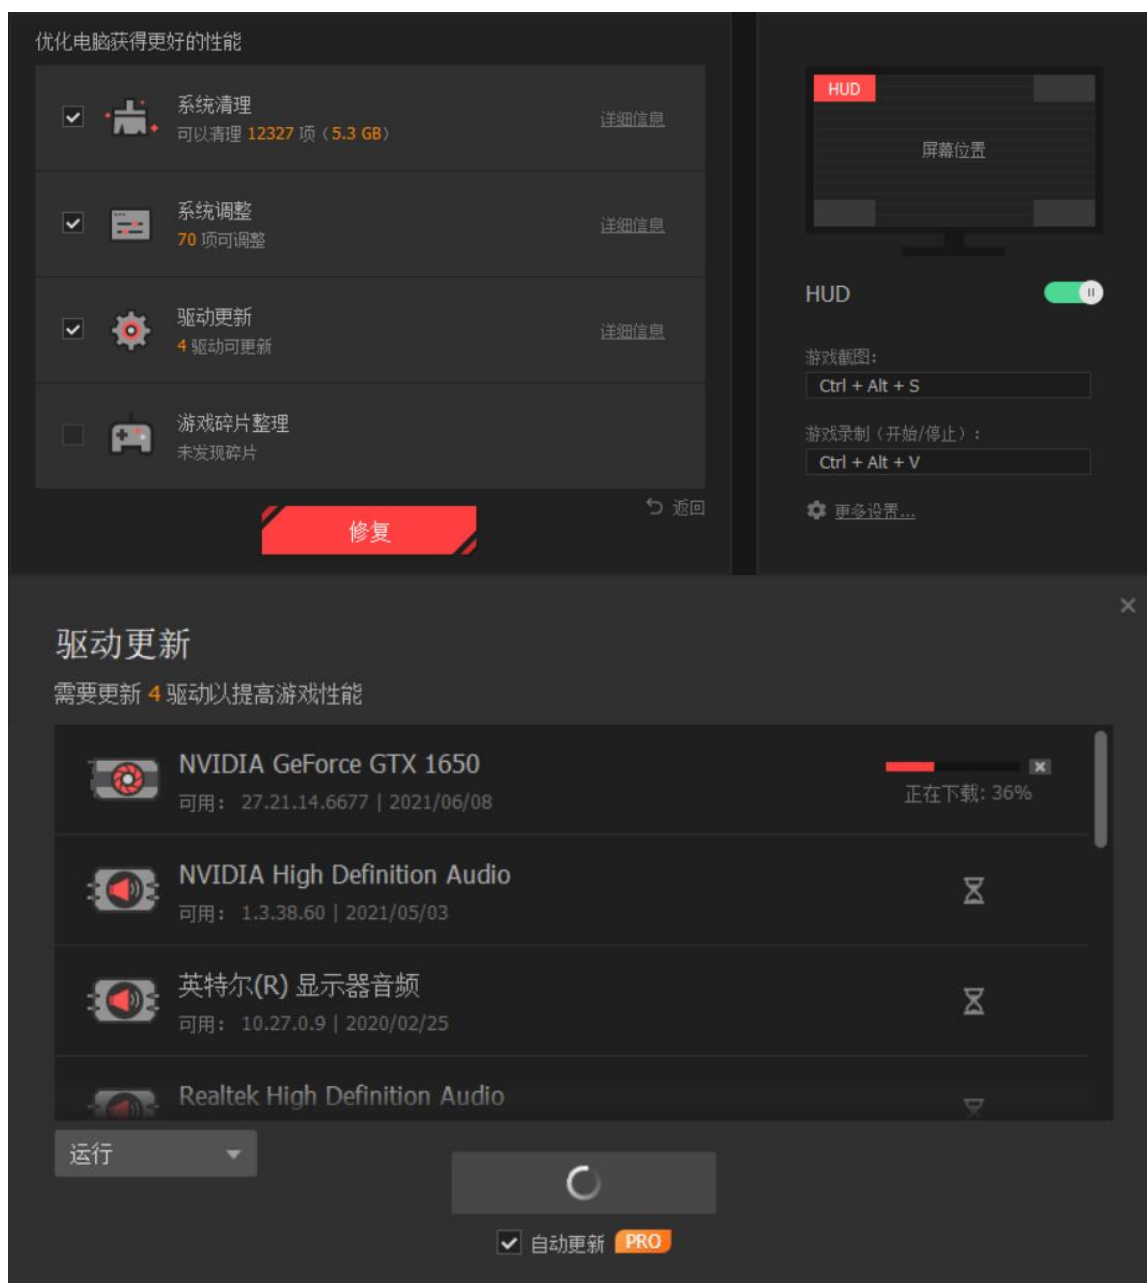 优化电脑获得更好的性能
系统清理
可以清理 12327 项（5.3 GB）
详细信息
系统调整
70 项可调整
详细信息
驱动更新
4 驱动可更新
详细信息
游戏碎片整理
未发现碎片
返回
修复
HUD
屏幕位置
HUD
游戏截图：
Ctrl + Alt + S
游戏录制（开始/停止）：
Ctrl + Alt + V
更多设置...
驱动更新
需要更新 4 驱动以提高游戏性能
NVIDIA GeForce GTX 1650
可用： 27.21.14.6677 | 2021/06/08
正在下载: 36%
NVIDIA High Definition Audio
可用： 1.3.38.60 | 2021/05/03
英特尔(R) 显示器音频
可用： 10.27.0.9 | 2020/02/25
Realtek High Definition Audio
运行
自动更新 PRO